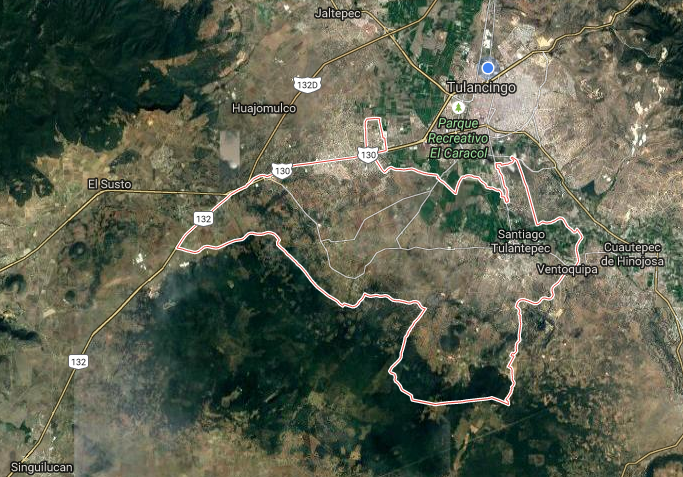 Jaltepec
132D
Tulancingo
Huajomulco
Parque
Recreativo
El Caracol
130
130
El Susto
132
Santiago
Tulantepec
Cuautepec
de Hinojosa
Ventoquipa
132
Singuilucan